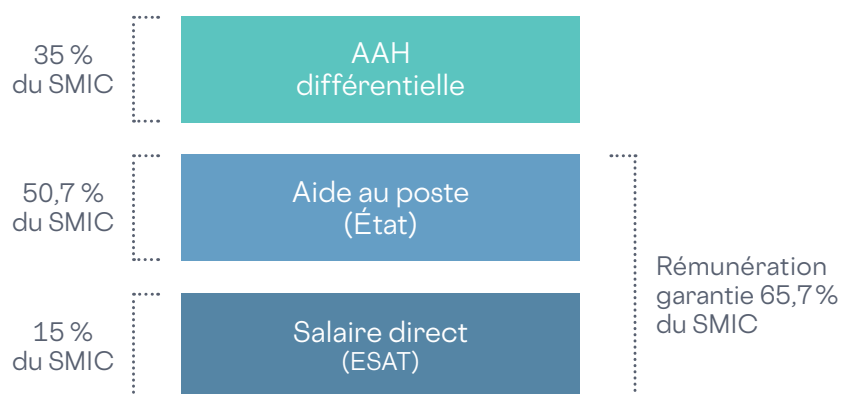 35 %
du SMIC
AAH
différentielle
50,7 %
du SMIC
Aide au poste
(État)
Rémunération
garantie 65,7 %
du SMIC
15 %
du SMIC
Salaire direct
(ESAT)